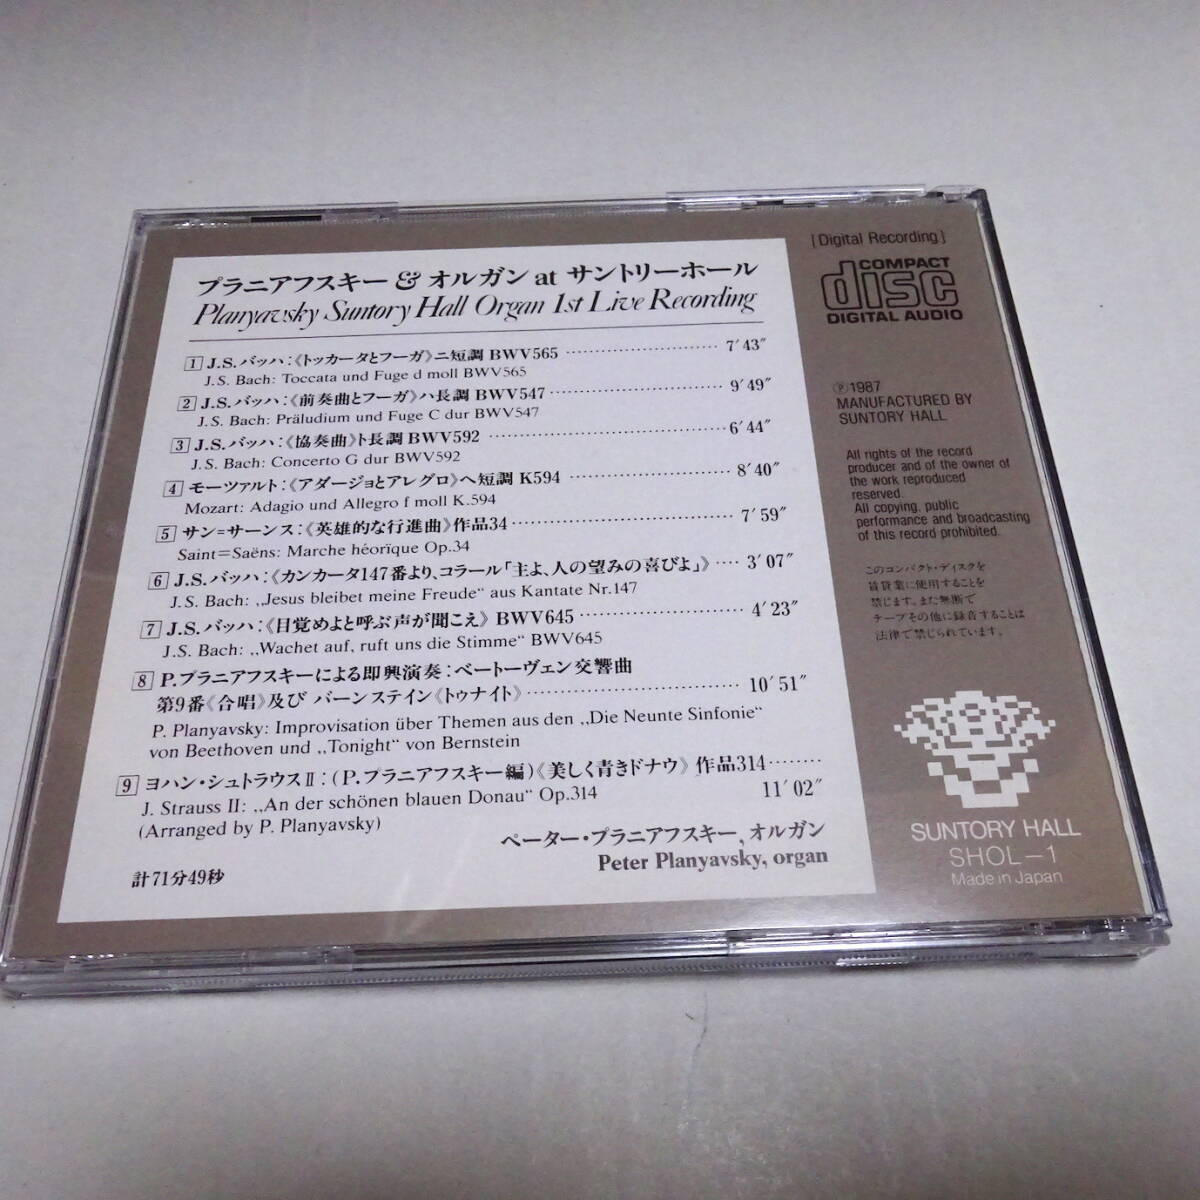 プラニアフスキー & オルガン at サントリーホール
Planyavsky Suntory Hall Organ 1st Live Recording
1 J.S.バッハ:《トッカータとフーガ》ニ短調 BWV565 7′43″
J.S. Bach: Toccata und Fuge d moll BWV565
2 J.S.バッハ:《前奏曲とフーガ》ハ長調 BWV547 9′49″
J.S. Bach: Präludium und Fuge C dur BWV547
3 J.S.バッハ:《協奏曲》ト長調 BWV592 6′44″
J.S. Bach: Concerto G dur BWV592
4 モーツァルト:《アダージョとアレグロ》ヘ短調 K594 8′40″
Mozart: Adagio und Allegro f moll K.594
5 サン=サーンス:《英雄的な行進曲》作品34 7′59″
Saint=Saëns: Marche héorïque Op.34
6 J.S.バッハ:《カンカータ147番より、コラール「主よ、人の望みの喜びよ」》 3′07″
J.S. Bach: „Jesus bleibet meine Freude“ aus Kantate Nr.147
7 J.S.バッハ:《目覚めよと呼ぶ声が聞こえ》BWV645 4′23″
J.S. Bach: „Wachet auf, ruft uns die Stimme“ BWV645
8 P.プラニアフスキーによる即興演奏:ベートーヴェン交響曲
第9番《合唱》及び バーンステイン《トゥナイト》 10′51″
P. Planyavsky: Improvisation über Themen aus den „Die Neunte Sinfonie“
von Beethoven und „Tonight“ von Bernstein
9 ヨハン・シュトラウスII:(P.プラニアフスキー編)《美しく青きドナウ》作品314
J. Strauss II: „An der schönen blauen Donau“ Op.314 11′02″
(Arranged by P. Planyavsky)
ペーター・プラニアフスキー, オルガン
Peter Planyavsky, organ
計71分49秒
[Digital Recording]
COMPACT
disc
DIGITAL AUDIO
Ⓟ1987
MANUFACTURED BY
SUNTORY HALL
All rights of the record
producer and of the owner of
the work reproduced
reserved.
All copying, public
performance and broadcasting
of this record prohibited.
このコンパクト・ディスクを
賃貸業に使用することを
禁じます。また無断で
テープその他に録音することは
法律で禁じられています。
SUNTORY HALL
SHOL-1
Made in Japan